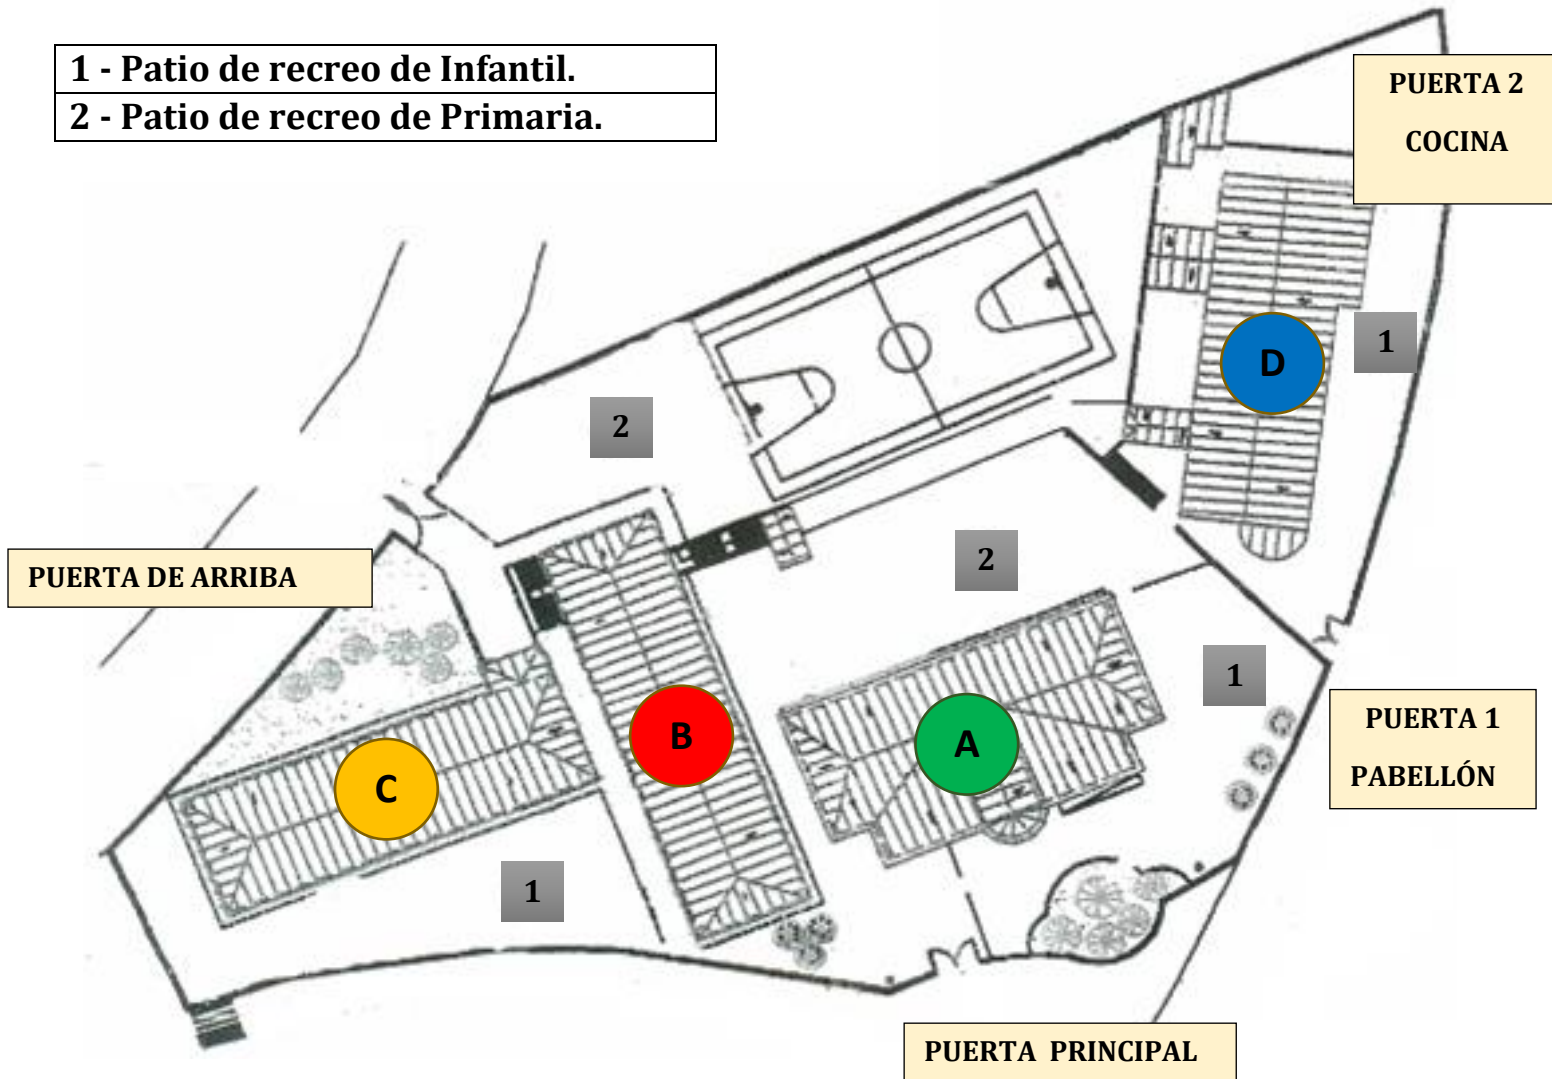 1 - Patio de recreo de Infantil.
2 - Patio de recreo de Primaria.
PUERTA 2
COCINA
1
D
2
PUERTA DE ARRIBA
2
1
PUERTA 1
PABELLÓN
B
A
C
1
PUERTA PRINCIPAL